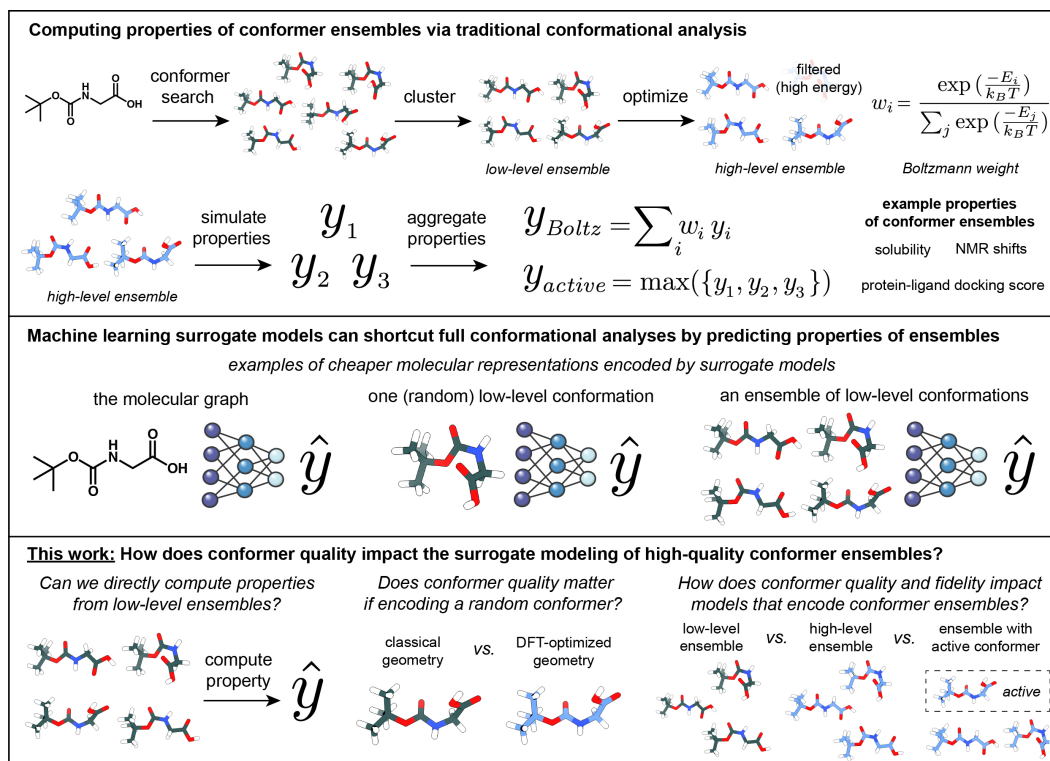 Computing properties of conformer ensembles via traditional conformational analysis
conformer
search
cluster
optimize
filtered
(high energy)
low-level ensemble
high-level ensemble
w_i = exp(-E_i / k_B T) / ∑_j exp(-E_j / k_B T)
Boltzmann weight
O
O
H
N
O
OH
high-level ensemble
simulate
properties
y_1
y_2 y_3
aggregate
properties
y_Boltz = ∑_i w_i y_i
y_active = max({y_1, y_2, y_3})
example properties
of conformer ensembles
solubility NMR shifts
protein-ligand docking score
Machine learning surrogate models can shortcut full conformational analyses by predicting properties of ensembles
examples of cheaper molecular representations encoded by surrogate models
the molecular graph
O
O
H
N
O
OH
ŷ
one (random) low-level conformation
ŷ
an ensemble of low-level conformations
ŷ
This work: How does conformer quality impact the surrogate modeling of high-quality conformer ensembles?
Can we directly compute properties
from low-level ensembles?
compute
property
ŷ
Does conformer quality matter
if encoding a random conformer?
classical
geometry
vs.
DFT-optimized
geometry
How does conformer quality and fidelity impact
models that encode conformer ensembles?
low-level
ensemble
vs.
high-level
ensemble
vs.
ensemble with
active conformer
active